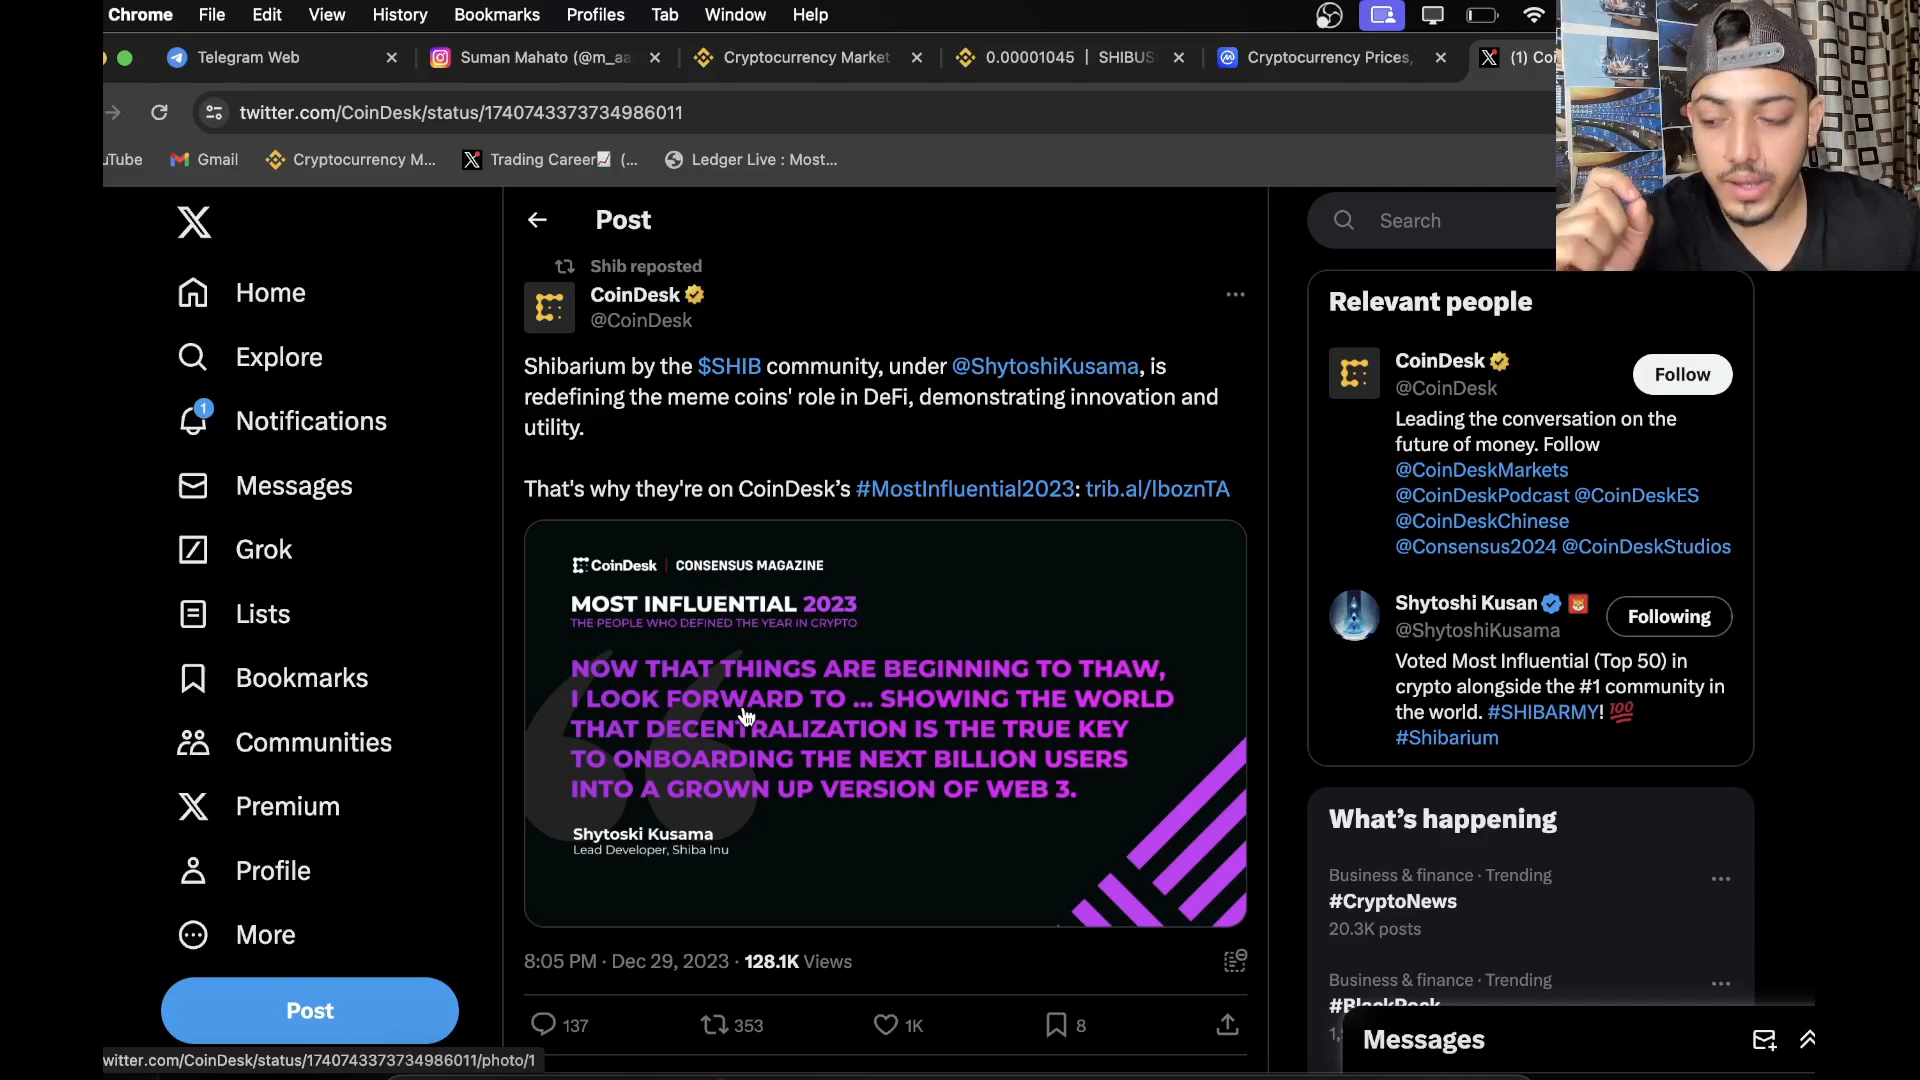 Chrome File Edit View History Bookmarks Profiles Tab Window Help
Telegram Web
Suman Mahato (@m_aa
Cryptocurrency Market
0.00001045 | SHIBUS
Cryptocurrency Prices,
(1) Coi
twitter.com/CoinDesk/status/1740743373734986011
uTube
Gmail
Cryptocurrency M...
Trading Career📈 (...
Ledger Live : Most...
Home
Explore
1
Notifications
Messages
Grok
Lists
Bookmarks
Communities
Premium
Profile
More
Post
witter.com/CoinDesk/status/1740743373734986011/photo/1
Post
Shib reposted
CoinDesk
@CoinDesk
Shibarium by the $SHIB community, under @ShytoshiKusama, is
redefining the meme coins' role in DeFi, demonstrating innovation and
utility.
That's why they're on CoinDesk’s #MostInfluential2023: trib.al/lboznTA
CoinDesk | CONSENSUS MAGAZINE
MOST INFLUENTIAL 2023
THE PEOPLE WHO DEFINED THE YEAR IN CRYPTO
NOW THAT THINGS ARE BEGINNING TO THAW,
I LOOK FORWARD TO ... SHOWING THE WORLD
THAT DECENTRALIZATION IS THE TRUE KEY
TO ONBOARDING THE NEXT BILLION USERS
INTO A GROWN UP VERSION OF WEB 3.
Shytoski Kusama
Lead Developer, Shiba Inu
8:05 PM · Dec 29, 2023 · 128.1K Views
137 353 1K 8
Search
Relevant people
CoinDesk
@CoinDesk
Follow
Leading the conversation on the
future of money. Follow
@CoinDeskMarkets
@CoinDeskPodcast @CoinDeskES
@CoinDeskChinese
@Consensus2024 @CoinDeskStudios
Shytoshi Kusan
@ShytoshiKusama
Following
Voted Most Influential (Top 50) in
crypto alongside the #1 community in
the world. #SHIBARMY! 💯
#Shibarium
What’s happening
Business & finance · Trending
#CryptoNews
20.3K posts
Business & finance · Trending
#BlackRock
Messages